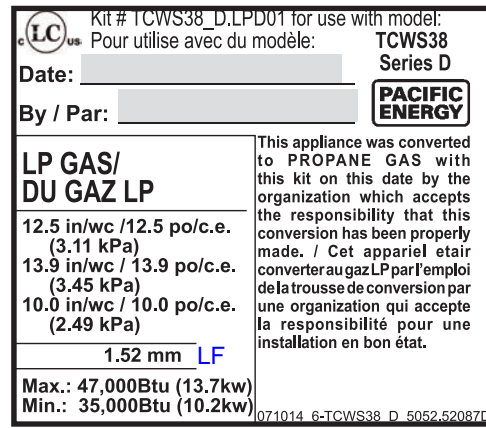 c LC us
Kit # TCWS38_D.LPD01 for use with model:
Pour utilise avec du modèle:
TCWS38
Series D
Date:
By / Par:
PACIFIC
ENERGY
LP GAS/
DU GAZ LP
12.5 in/wc /12.5 po/c.e.
(3.11 kPa)
13.9 in/wc / 13.9 po/c.e.
(3.45 kPa)
10.0 in/wc / 10.0 po/c.e.
(2.49 kPa)
1.52 mm LF
Max.: 47,000Btu (13.7kw)
Min.: 35,000Btu (10.2kw)
This appliance was converted
to PROPANE GAS with
this kit on this date by the
organization which accepts
the responsibility that this
conversion has been properly
made. / Cet appariel etair
converter au gaz LP par l'emploi
de la trousse de conversion par
une organization qui accepte
la responsibilité pour une
installation en bon état.
071014_6-TCWS38_D_5052.52087D